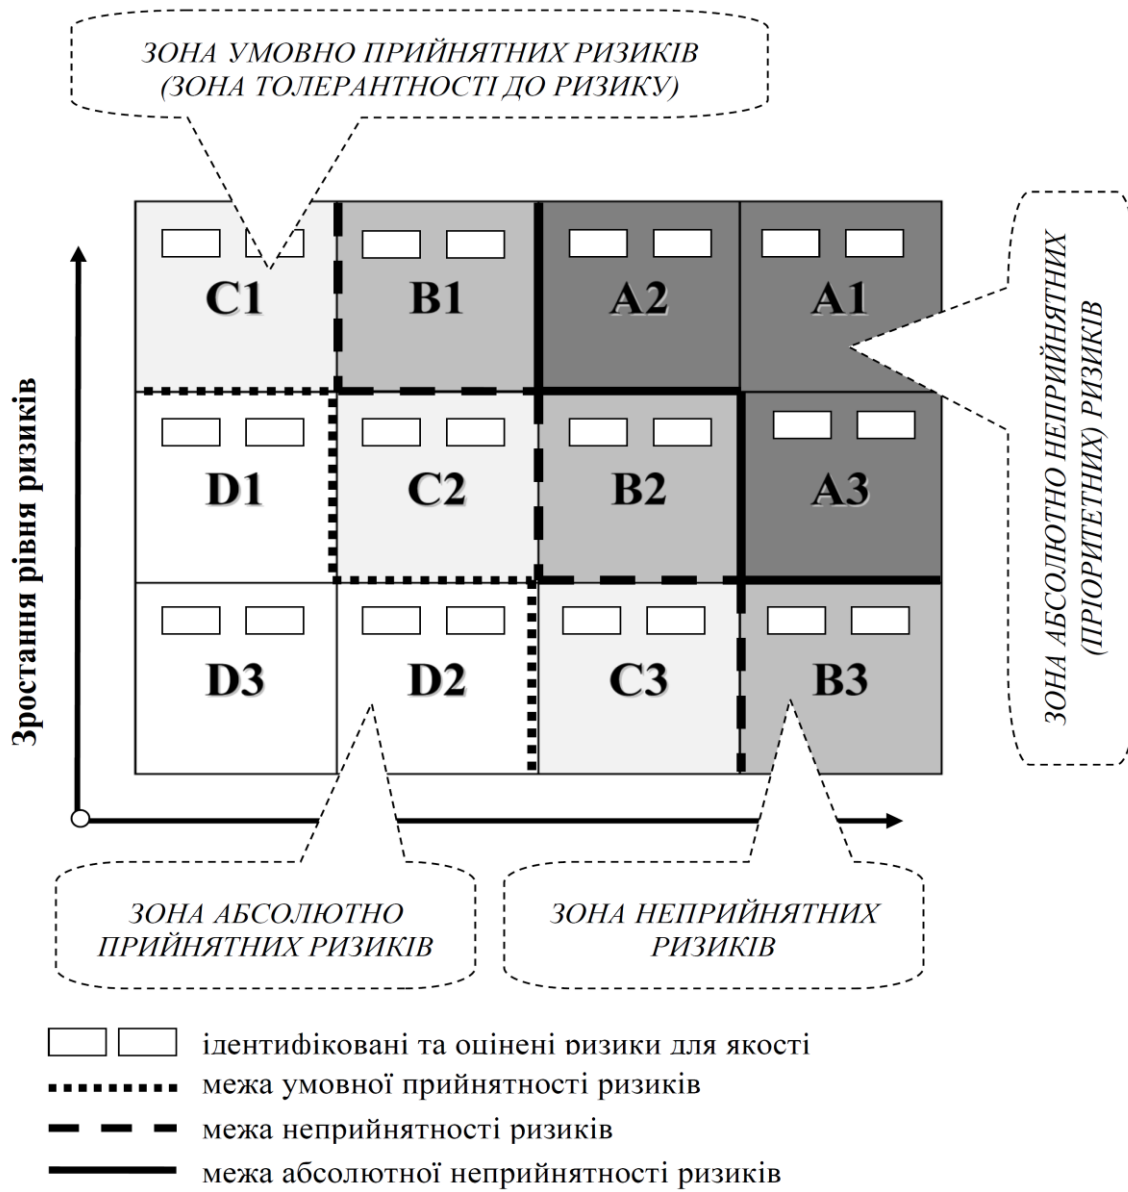 ЗОНА УМОВНО ПРИЙНЯТНИХ РИЗИКІВ
(ЗОНА ТОЛЕРАНТНОСТІ ДО РИЗИКУ)
C1
B1
A2
A1
D1
C2
B2
A3
D3
D2
C3
B3
Зростання рівня ризиків
ЗОНА АБСОЛЮТНО НЕПРИЙНЯТНИХ
(ПРІОРИТЕТНИХ) РИЗИКІВ
ЗОНА АБСОЛЮТНО
ПРИЙНЯТНИХ РИЗИКІВ
ЗОНА НЕПРИЙНЯТНИХ
РИЗИКІВ
ідентифіковані та оцінені ризики для якості
межа умовної прийнятності ризиків
межа неприйнятності ризиків
межа абсолютної неприйнятності ризиків